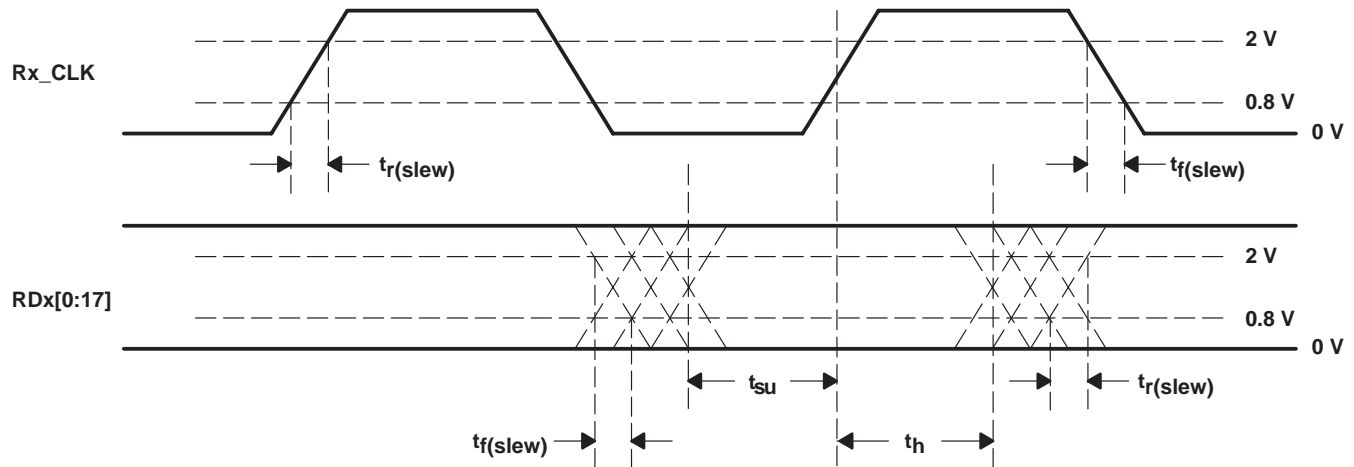 2 V
Rx_CLK
0.8 V
0 V
tr(slew)
tf(slew)
2 V
RDx[0:17]
0.8 V
0 V
tsu
tr(slew)
tf(slew)
th